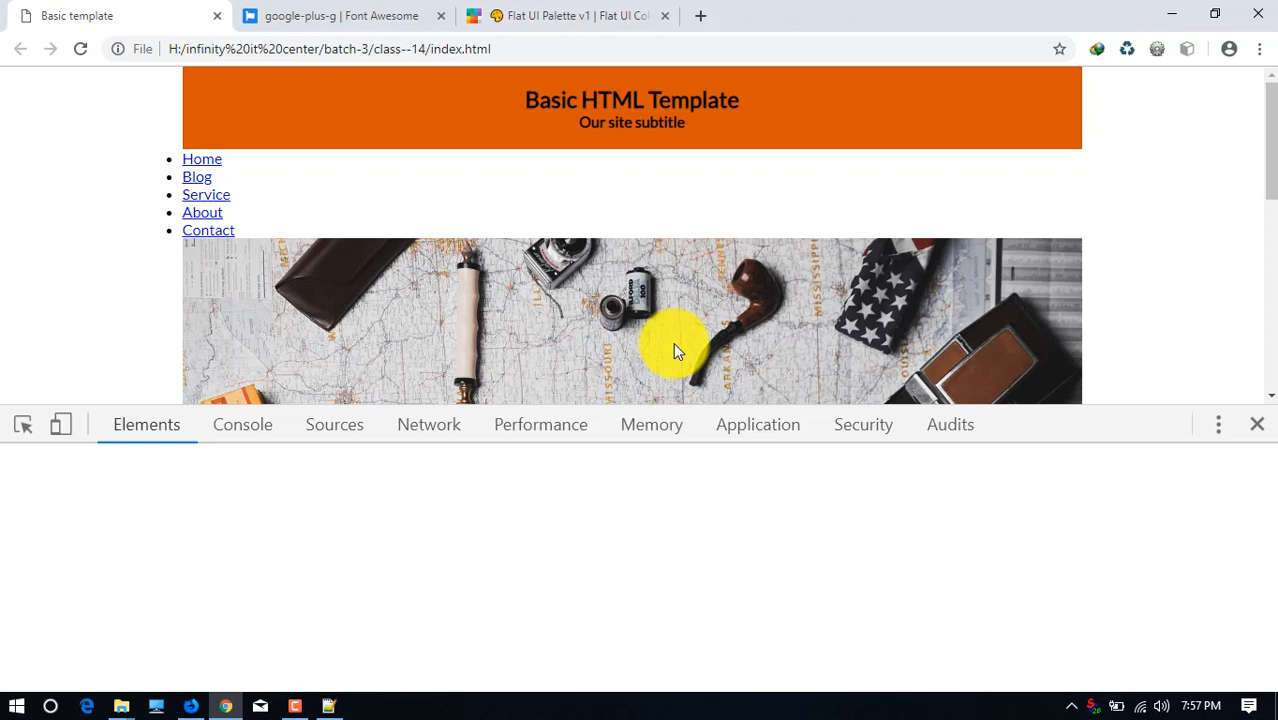 Basic template
google-plus-g | Font Awesome
Flat UI Palette v1 | Flat UI Col
File
H:/infinity%20it%20center/batch-3/class--14/index.html
Basic HTML Template
Our site subtitle
Home
Blog
Service
About
Contact
Elements
Console
Sources
Network
Performance
Memory
Application
Security
Audits
7:57 PM